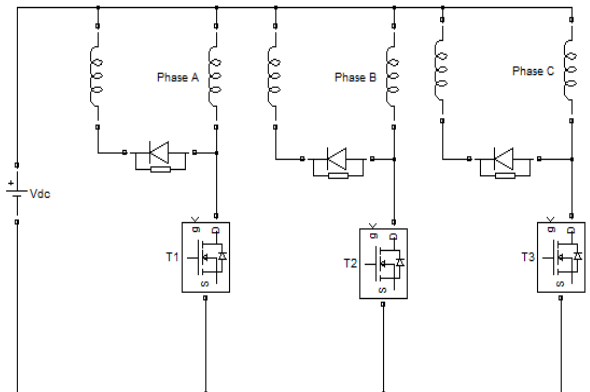 Phase A
Phase B
Phase C
+
Vdc
g D
T1
S
g D
T2
S
g D
T3
S